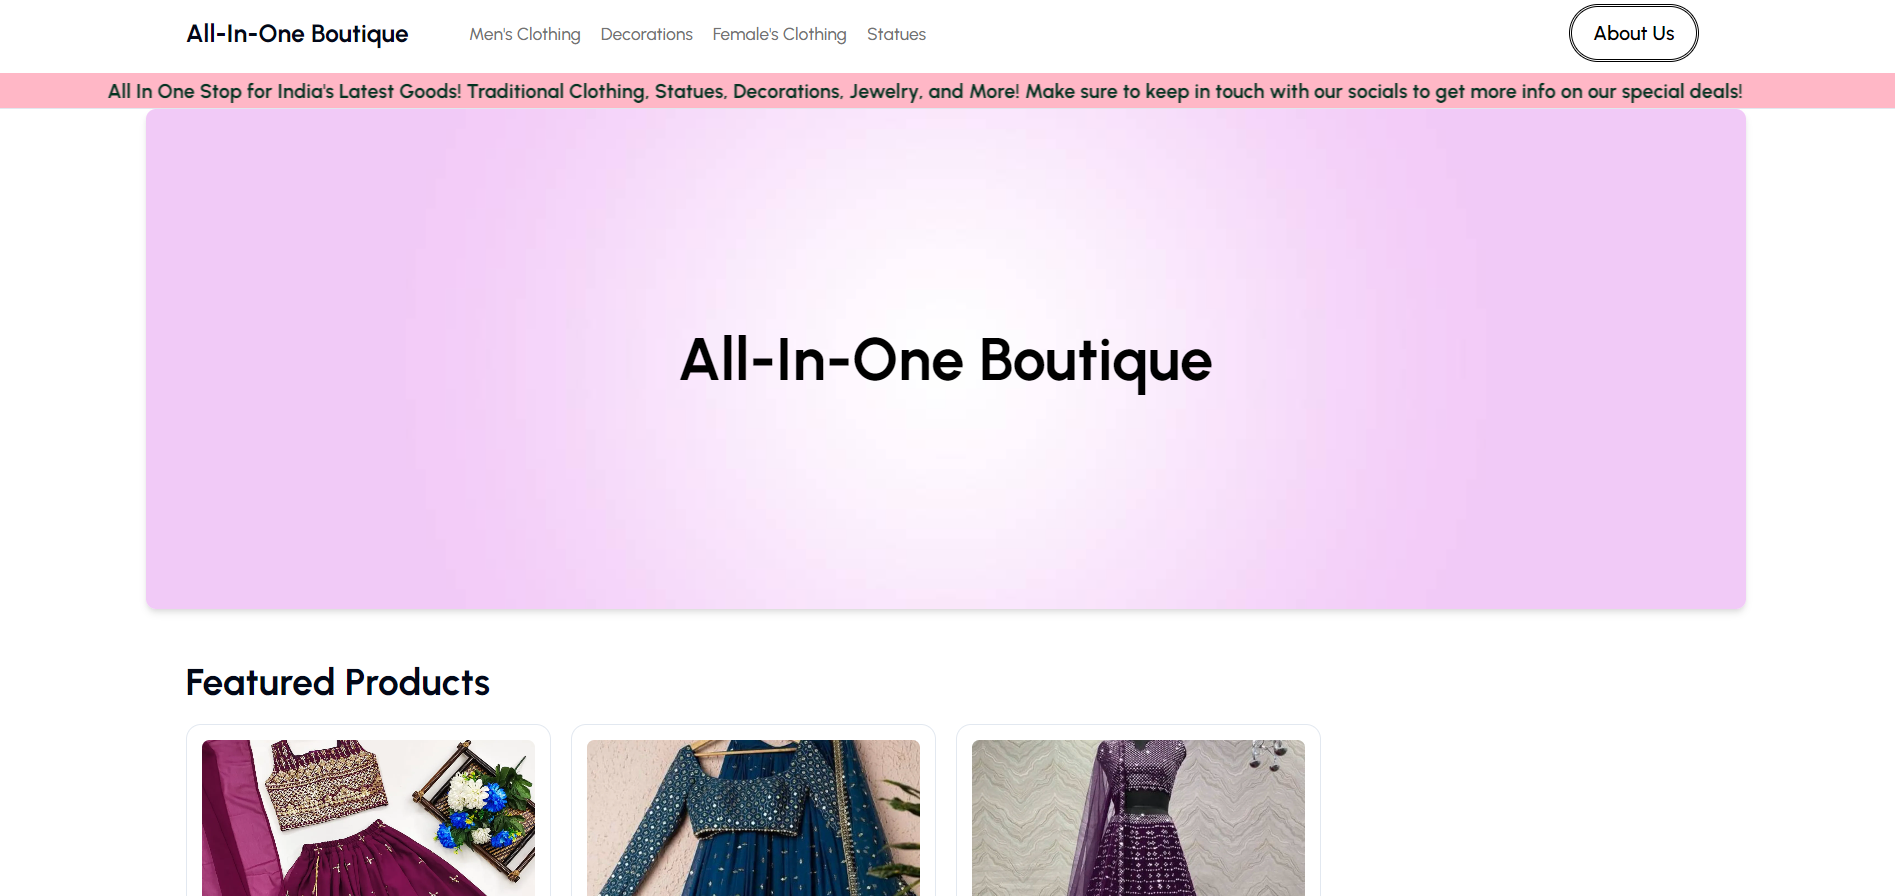 All-In-One Boutique
Men's Clothing
Decorations
Female's Clothing
Statues
About Us
All In One Stop for India's Latest Goods! Traditional Clothing, Statues, Decorations, Jewelry, and More! Make sure to keep in touch with our socials to get more info on our special deals!
All-In-One Boutique
Featured Products